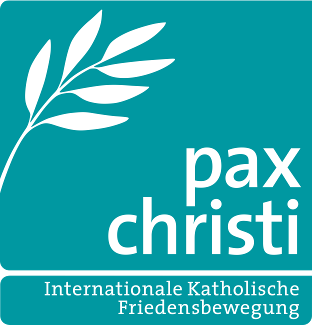 pax
christi
Internationale Katholische
Friedensbewegung